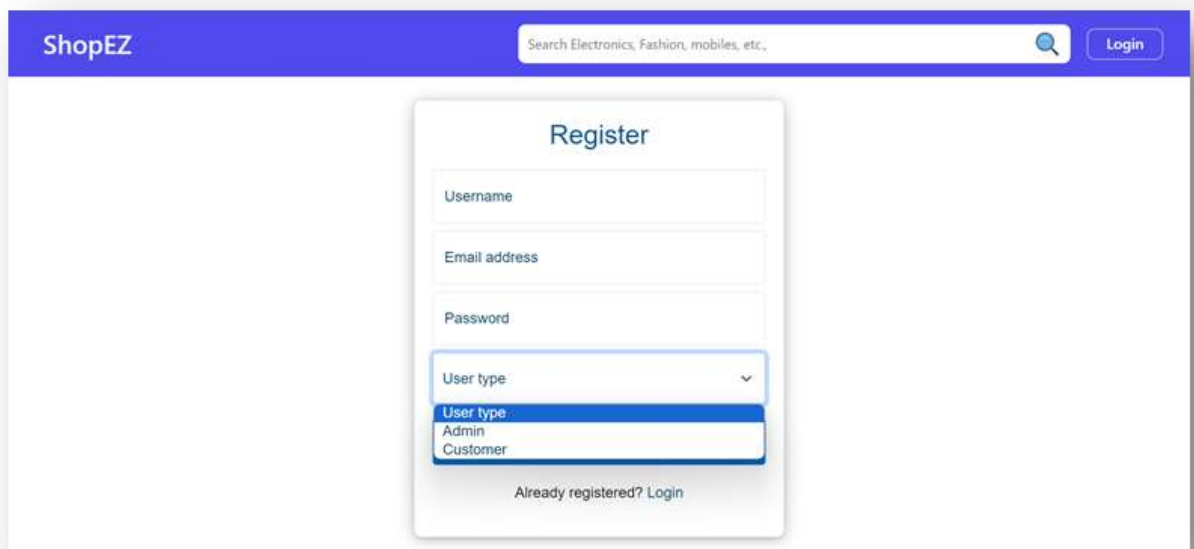 ShopEZ
Search Electronics, Fashion, mobiles, etc.,
Login
Register
Username
Email address
Password
User type
User type
Admin
Customer
Already registered? Login